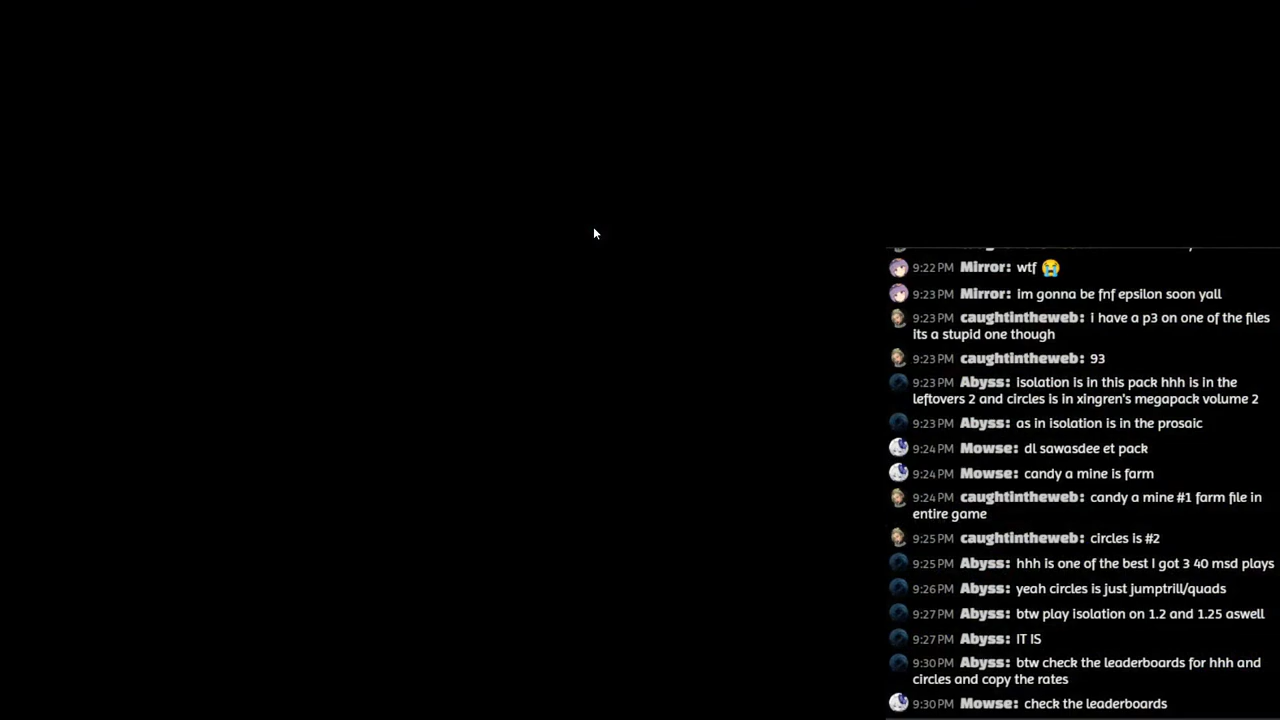 9:22 PM Mirror: wtf 😭
9:23 PM Mirror: im gonna be fnf epsilon soon yall
9:23 PM caughtintheweb: i have a p3 on one of the files
its a stupid one though
9:23 PM caughtintheweb: 93
9:23 PM Abyss: isolation is in this pack hhh is in the
leftovers 2 and circles is in xingren's megapack volume 2
9:23 PM Abyss: as in isolation is in the prosaic
9:24 PM Mowse: dl sawasdee et pack
9:24 PM Mowse: candy a mine is farm
9:24 PM caughtintheweb: candy a mine #1 farm file in
entire game
9:25 PM caughtintheweb: circles is #2
9:25 PM Abyss: hhh is one of the best I got 3 40 msd plays
9:26 PM Abyss: yeah circles is just jumptrill/quads
9:27 PM Abyss: btw play isolation on 1.2 and 1.25 aswell
9:27 PM Abyss: IT IS
9:30 PM Abyss: btw check the leaderboards for hhh and
circles and copy the rates
9:30 PM Mowse: check the leaderboards